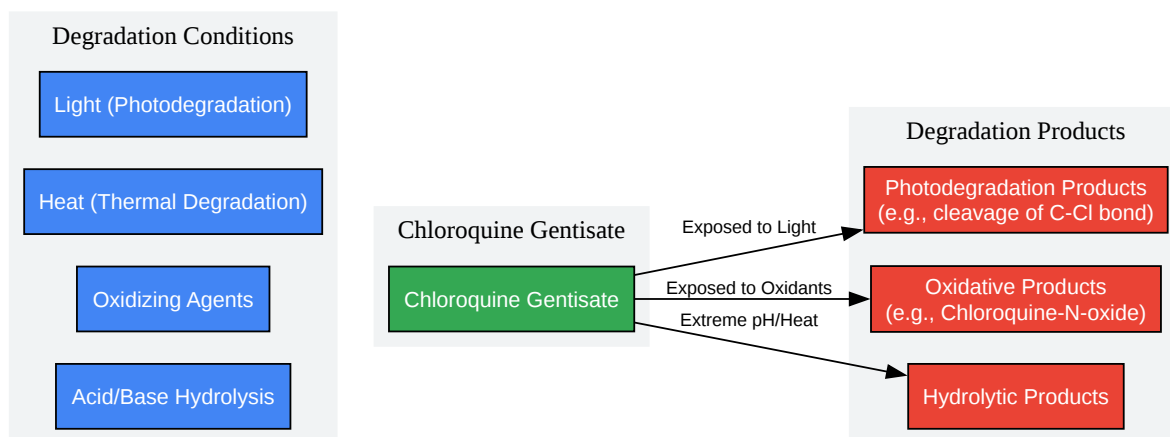 Degradation Conditions
Light (Photodegradation)
Heat (Thermal Degradation)
Oxidizing Agents
Acid/Base Hydrolysis
Chloroquine Gentisate
Chloroquine Gentisate
Exposed to Light
Exposed to Oxidants
Extreme pH/Heat
Degradation Products
Photodegradation Products
(e.g., cleavage of C-Cl bond)
Oxidative Products
(e.g., Chloroquine-N-oxide)
Hydrolytic Products